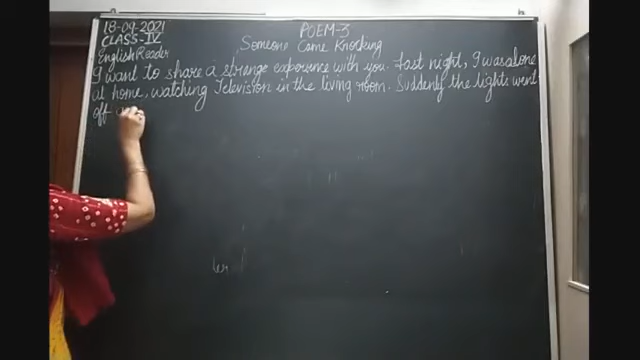 18-09-2021
POEM-3
CLASS-IV
Someone Came Knocking
English Reader
I want to share a strange experience with you. Last night, I was alone
at home, watching Television in the living room. Suddenly the lights went
off